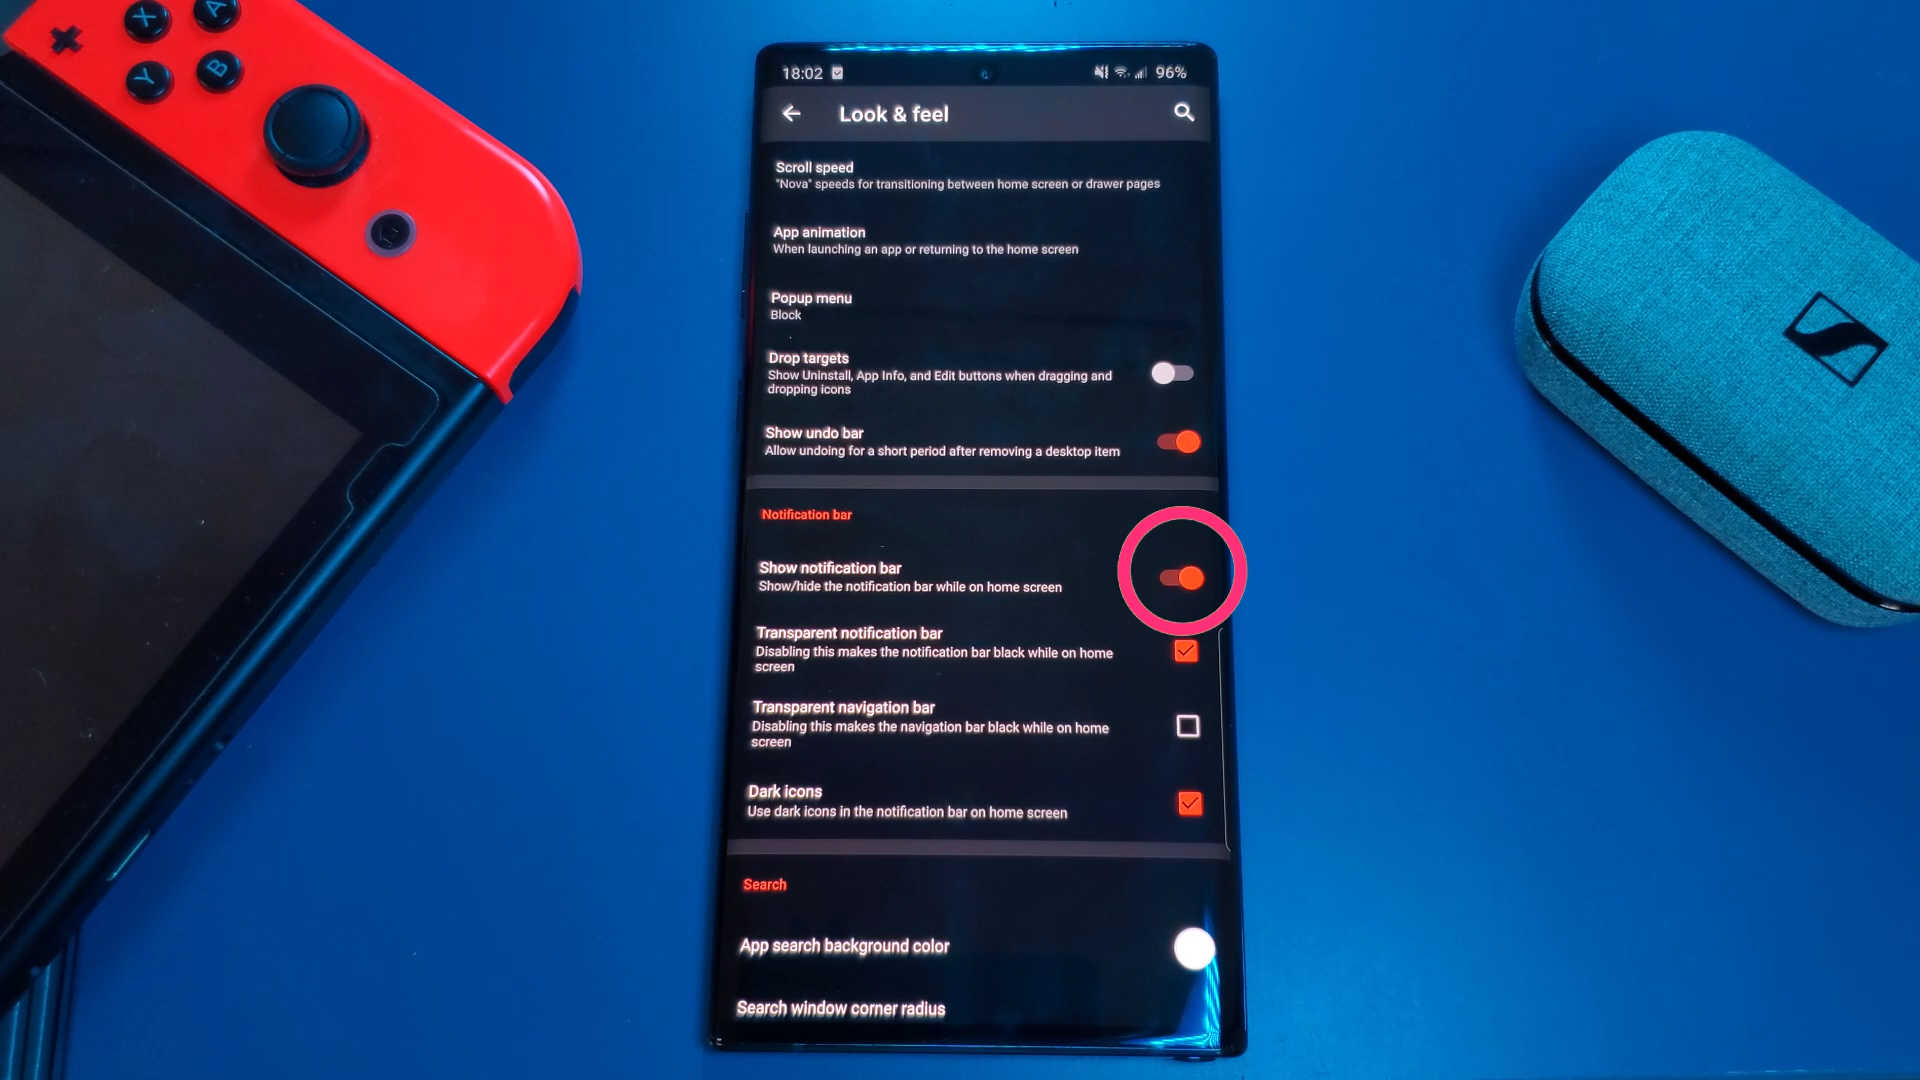 X
A
Y
B
18:02
96%
Look & feel
Scroll speed
"Nova" speeds for transitioning between home screen or drawer pages
App animation
When launching an app or returning to the home screen
Popup menu
Block
Drop targets
Show Uninstall, App Info, and Edit buttons when dragging and
dropping icons
Show undo bar
Allow undoing for a short period after removing a desktop item
Notification bar
Show notification bar
Show/hide the notification bar while on home screen
Transparent notification bar
Disabling this makes the notification bar black while on home
screen
Transparent navigation bar
Disabling this makes the navigation bar black while on home
screen
Dark icons
Use dark icons in the notification bar on home screen
Search
App search background color
Search window corner radius